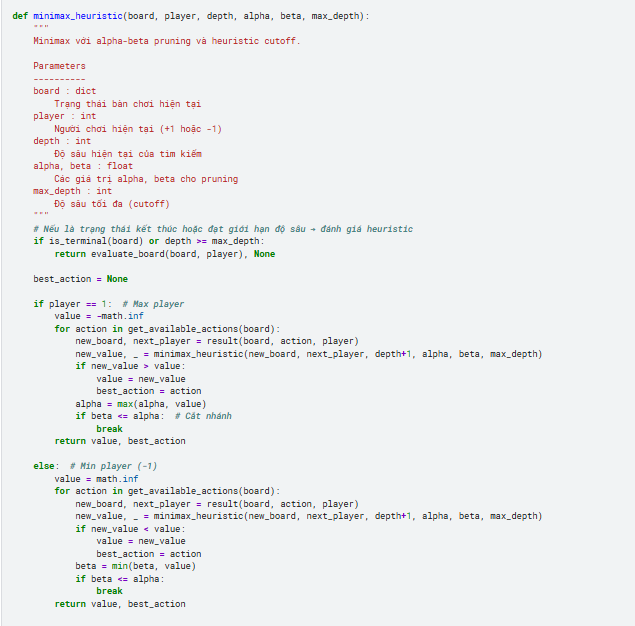 def minimax_heuristic(board, player, depth, alpha, beta, max_depth):
    """
    Minimax với alpha-beta pruning và heuristic cutoff.

    Parameters
    ----------
    board : dict
        Trạng thái bàn chơi hiện tại
    player : int
        Người chơi hiện tại (+1 hoặc -1)
    depth : int
        Độ sâu hiện tại của tìm kiếm
    alpha, beta : float
        Các giá trị alpha, beta cho pruning
    max_depth : int
        Độ sâu tối đa (cutoff)
    """
    # Nếu là trạng thái kết thúc hoặc đạt giới hạn độ sâu → đánh giá heuristic
    if is_terminal(board) or depth >= max_depth:
        return evaluate_board(board, player), None

    best_action = None

    if player == 1:  # Max player
        value = -math.inf
        for action in get_available_actions(board):
            new_board, next_player = result(board, action, player)
            new_value, _ = minimax_heuristic(new_board, next_player, depth+1, alpha, beta, max_depth)
            if new_value > value:
                value = new_value
                best_action = action
            alpha = max(alpha, value)
            if beta <= alpha:  # Cắt nhánh
                break
        return value, best_action

    else:  # Min player (-1)
        value = math.inf
        for action in get_available_actions(board):
            new_board, next_player = result(board, action, player)
            new_value, _ = minimax_heuristic(new_board, next_player, depth+1, alpha, beta, max_depth)
            if new_value < value:
                value = new_value
                best_action = action
            beta = min(beta, value)
            if beta <= alpha:
                break
        return value, best_action